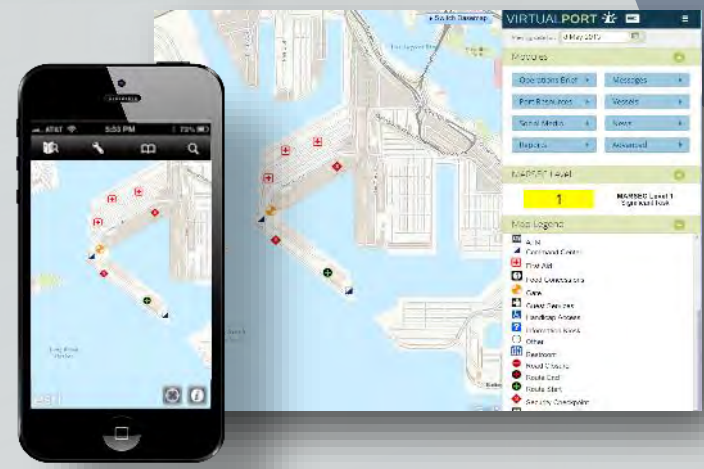 Switch Basemap
VIRTUALPORT
Modules
Operations Brief
Messages
Port Resources
Vessels
Social Media
News
Reports
Advanced
MARSEC Level
1
MARSEC Level 1
Significant Risk
Map Legend
ATM
Command Center
First Aid
Food Concessions
Gate
Guest Services
Handicap Access
Information Kiosk
Other
Restroom
Road Closure
Route End
Route Start
Security Checkpoint
AT&T
5:53 PM
73%
esri